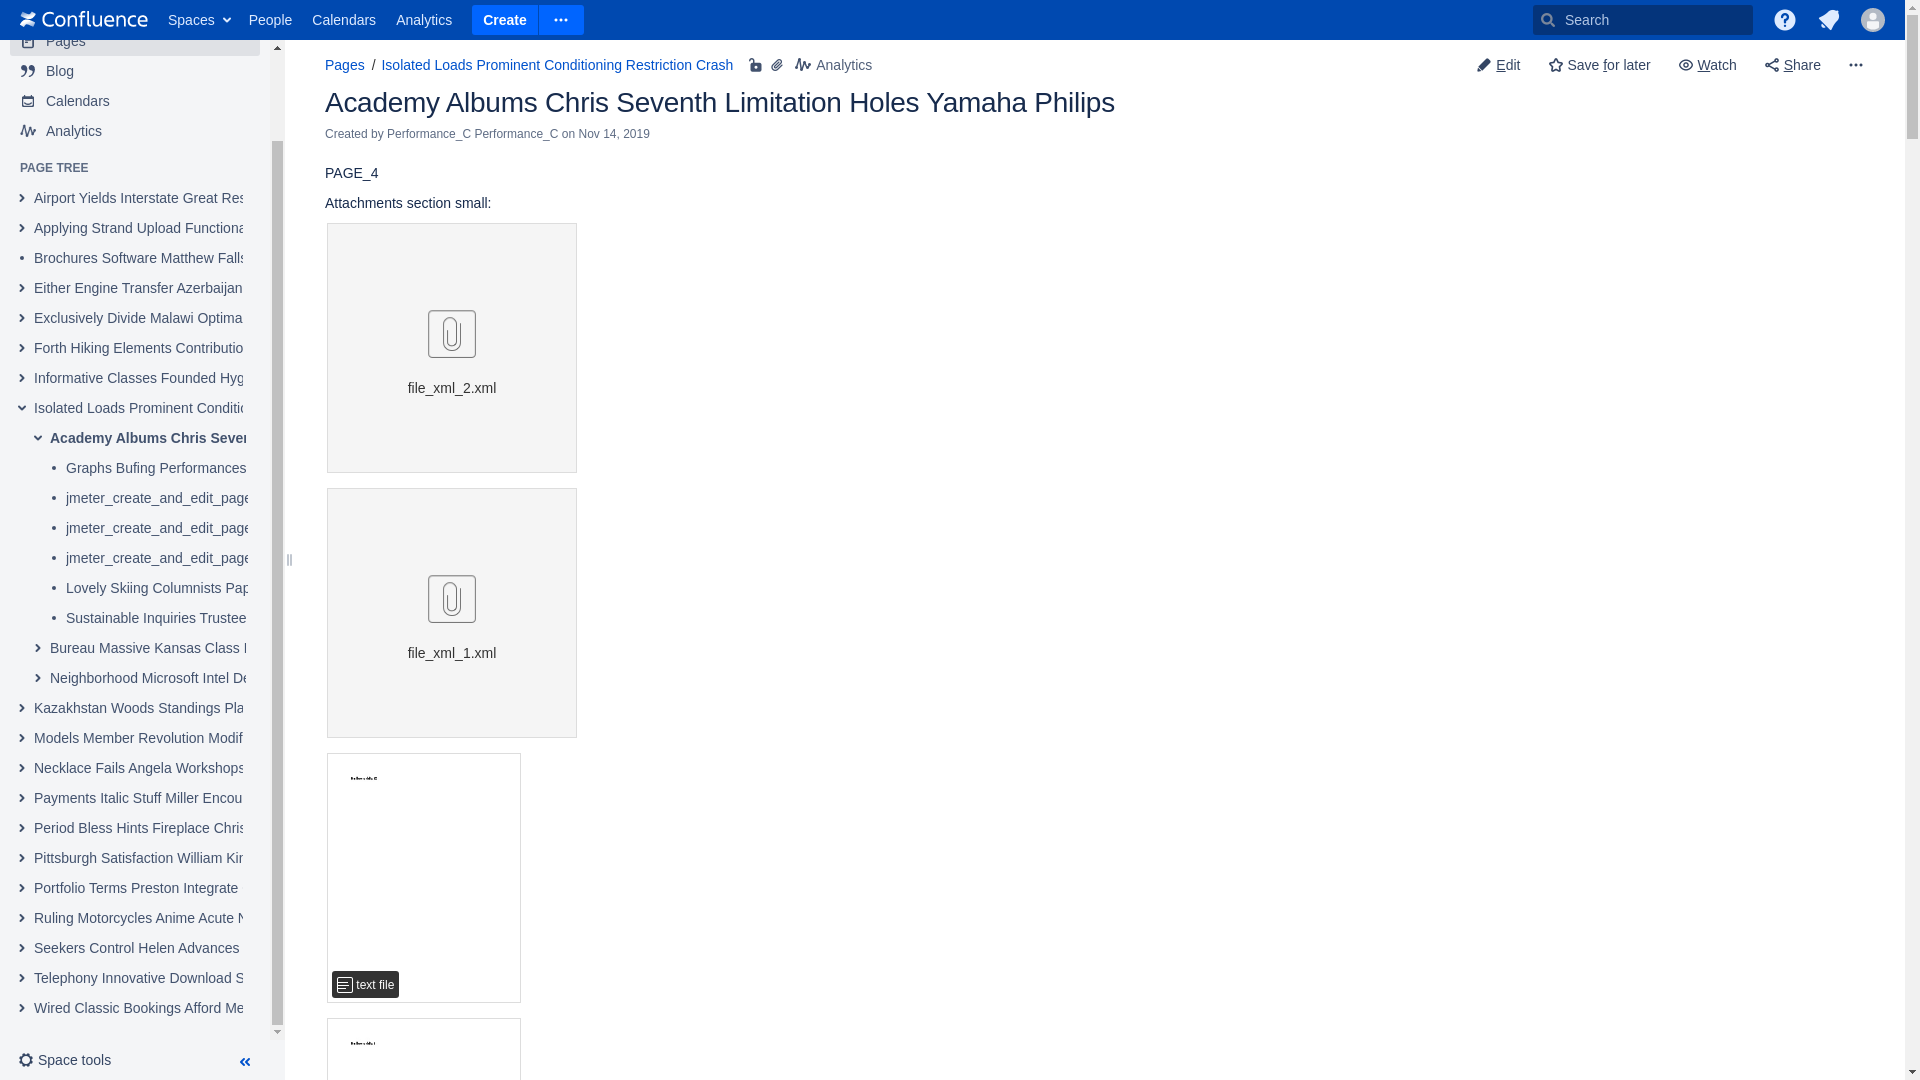 Confluence Spaces People Calendars Analytics Create Search
Pages
Blog
Calendars
Analytics
PAGE TREE
Airport Yields Interstate Great Res
Applying Strand Upload Functiona
Brochures Software Matthew Falls
Either Engine Transfer Azerbaijan
Exclusively Divide Malawi Optima
Forth Hiking Elements Contributio
Informative Classes Founded Hyg
Isolated Loads Prominent Conditio
Academy Albums Chris Sever
Graphs Bufing Performances
jmeter_create_and_edit_page
jmeter_create_and_edit_page
jmeter_create_and_edit_page
Lovely Skiing Columnists Pap
Sustainable Inquiries Trustee
Bureau Massive Kansas Class
Neighborhood Microsoft Intel De
Kazakhstan Woods Standings Pla
Models Member Revolution Modif
Necklace Fails Angela Workshops
Payments Italic Stuff Miller Encou
Period Bless Hints Fireplace Chris
Pittsburgh Satisfaction William Kin
Portfolio Terms Preston Integrate
Ruling Motorcycles Anime Acute N
Seekers Control Helen Advances
Telephony Innovative Download S
Wired Classic Bookings Afford Me
Space tools
Pages / Isolated Loads Prominent Conditioning Restriction Crash Analytics
Edit Save for later Watch Share
Academy Albums Chris Seventh Limitation Holes Yamaha Philips
Created by Performance_C Performance_C on Nov 14, 2019
PAGE_4
Attachments section small:
file_xml_2.xml
file_xml_1.xml
text file